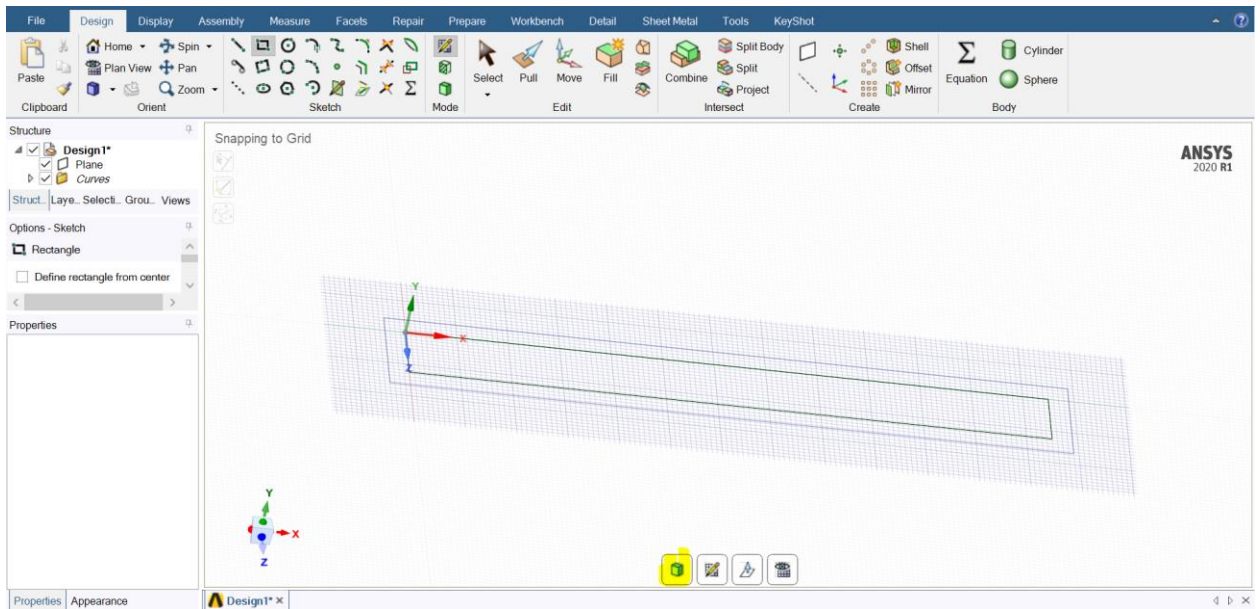 File Design Display Assembly Measure Facets Repair Prepare Workbench Detail Sheet Metal Tools KeyShot
Home Spin Split Body Shell Cylinder
Paste Plan View Pan Select Pull Move Fill Combine Split Offset Equation Sphere
Zoom Project Mirror
Clipboard Orient Sketch Mode Edit Intersect Create Body
Structure
Design1*
Plane
Curves
Struct... Laye... Selecti... Grou... Views
Options - Sketch
Rectangle
Define rectangle from center
Properties
Snapping to Grid
ANSYS
2020 R1
Y
X
Z
Y
X
Z
Properties Appearance
Design1*